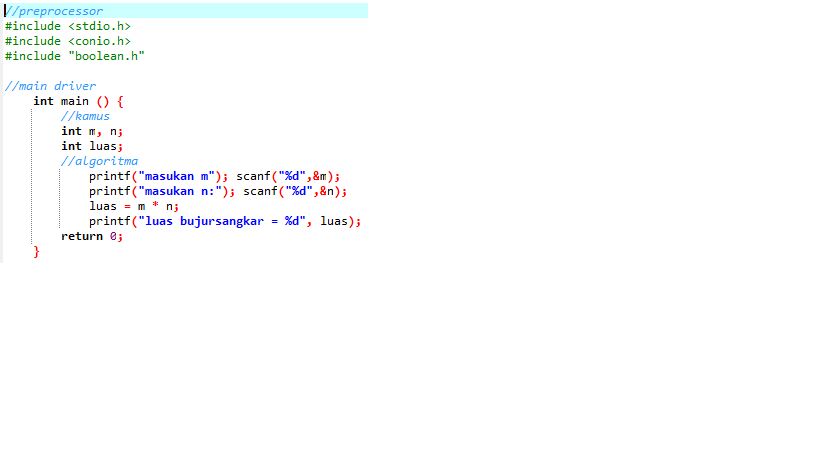 //preprocessor
#include <stdio.h>
#include <conio.h>
#include "boolean.h"
//main driver
int main () {
//kamus
int m, n;
int luas;
//algoritma
printf("masukan m"); scanf("%d",&m);
printf("masukan n:"); scanf("%d",&n);
luas = m * n;
printf("luas bujursangkar = %d", luas);
return 0;
}